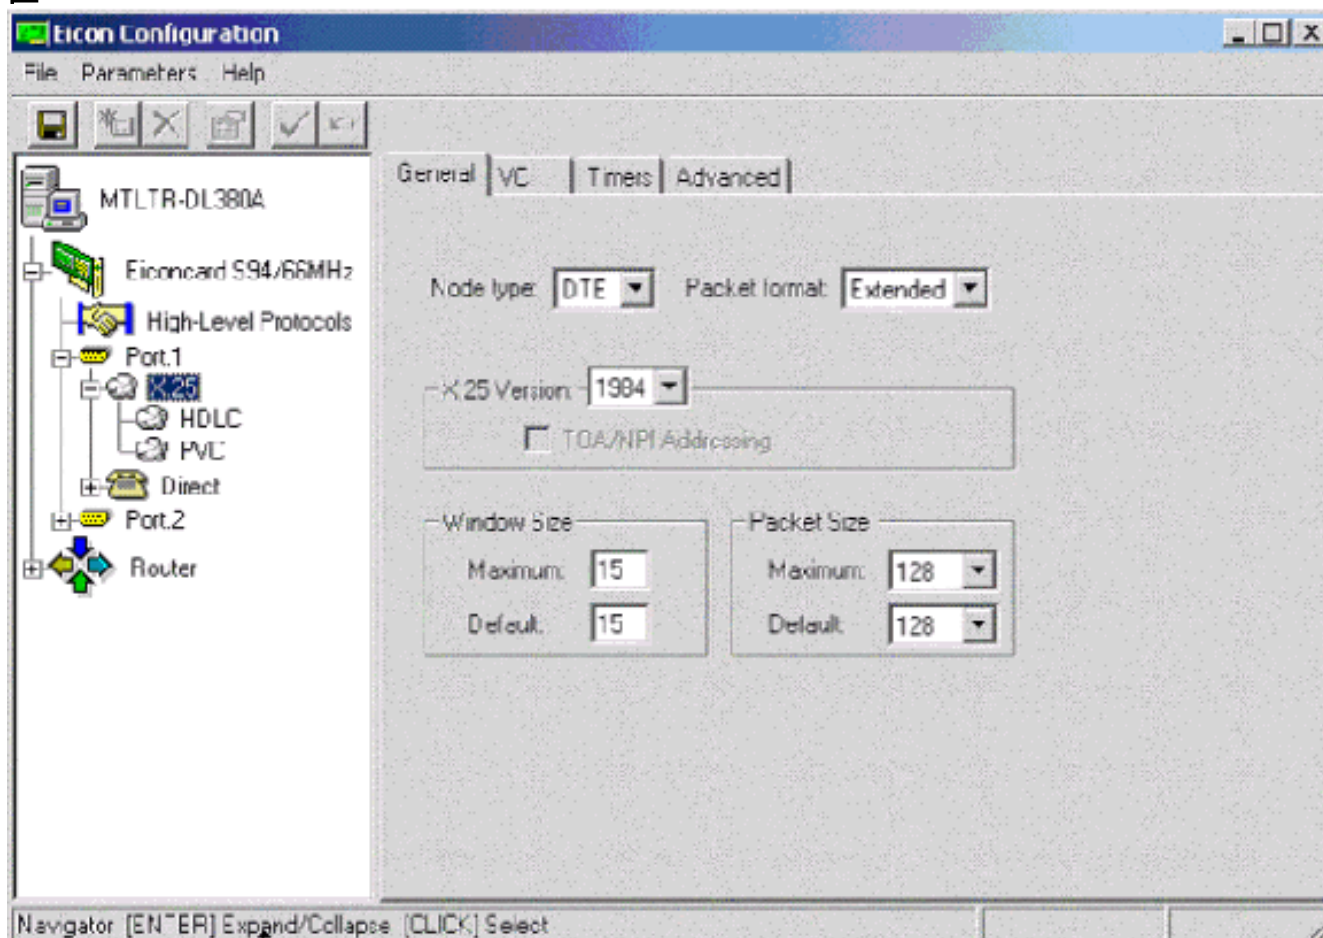 Eicon Configuration
File Parameters Help
General VC Timers Advanced
MTLTR-DL380A
Eiconcard S94/66MHz
High-Level Protocols
Port.1
X.25
HDLC
PVC
Direct
Port.2
Router
Node type: DTE Packet format: Extended
X.25 Version: 1984
TOA/NPI Addressing
Window Size Packet Size
Maximum: 15 Maximum: 128
Default: 15 Default: 128
Navigator [ENTER] Expand/Collapse [CLICK] Select